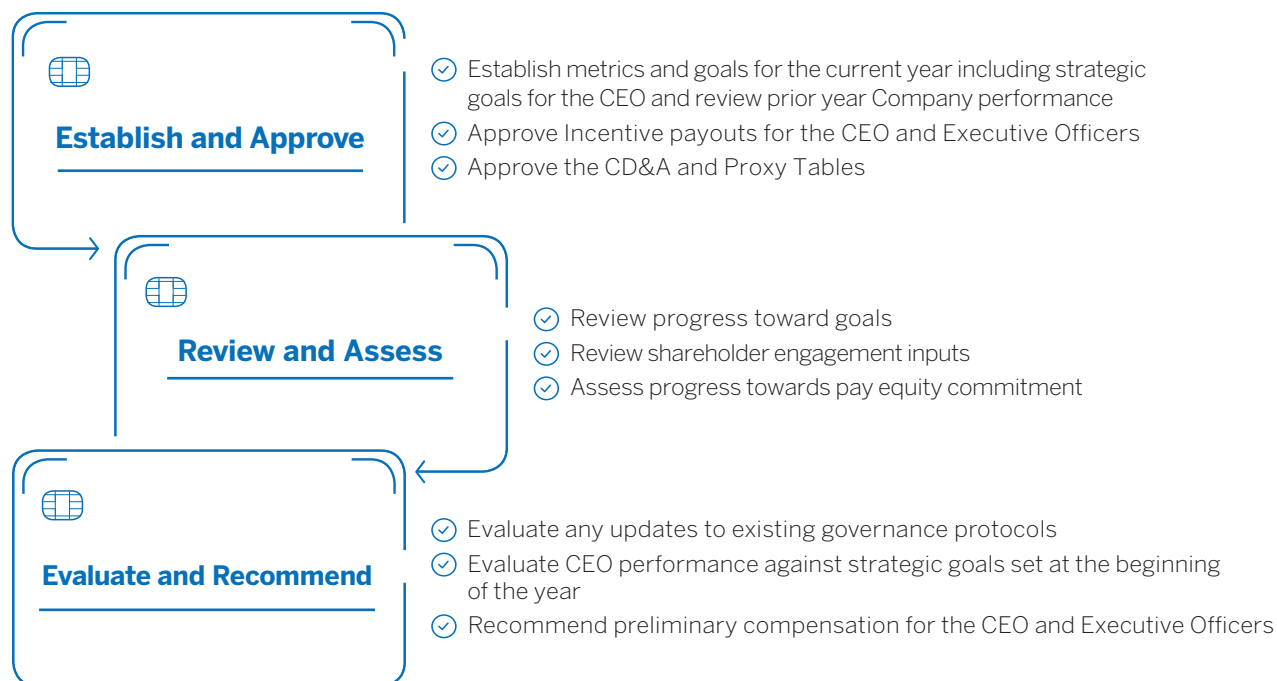 Establish and Approve
Establish metrics and goals for the current year including strategic
goals for the CEO and review prior year Company performance
Approve Incentive payouts for the CEO and Executive Officers
Approve the CD&A and Proxy Tables
Review and Assess
Review progress toward goals
Review shareholder engagement inputs
Assess progress towards pay equity commitment
Evaluate and Recommend
Evaluate any updates to existing governance protocols
Evaluate CEO performance against strategic goals set at the beginning
of the year
Recommend preliminary compensation for the CEO and Executive Officers